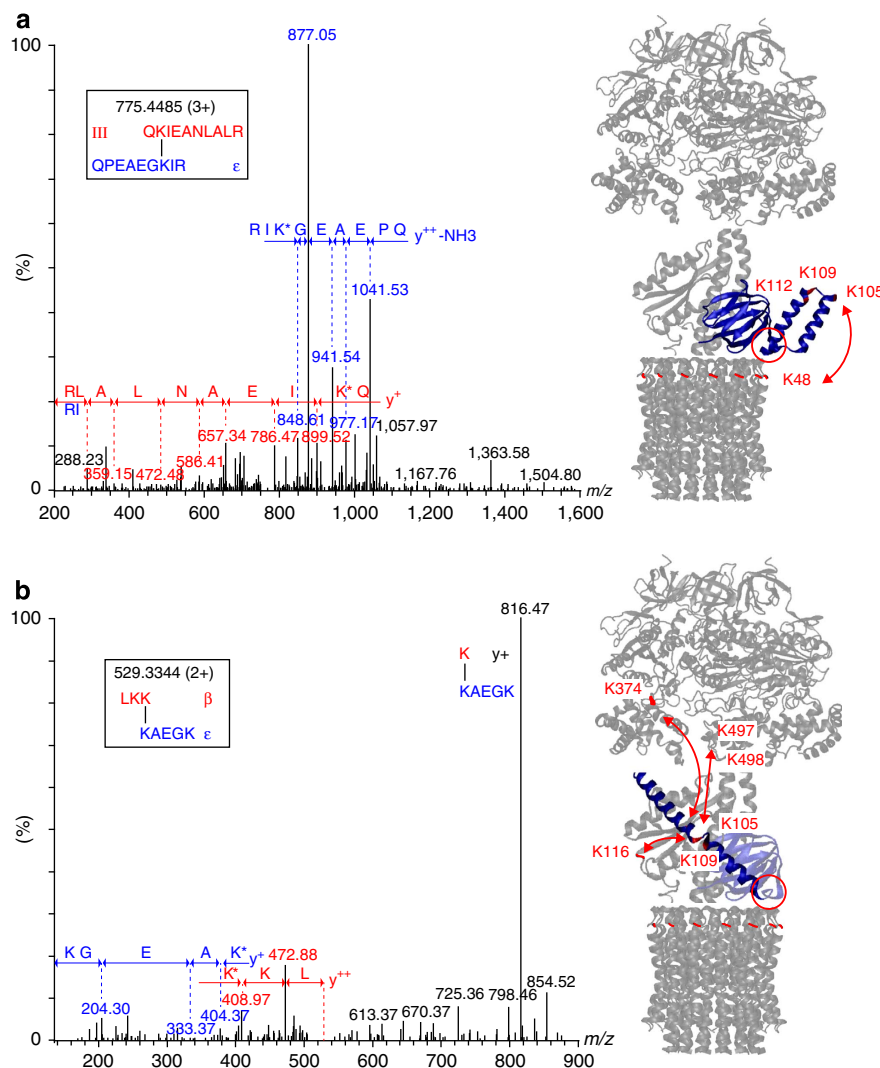 a
100
877.05
775.4485 (3+)
III QKIEANLALR
QPEAEGKIR ε
R I K* G E A E P Q y++-NH3
(%)
1041.53
941.54
RL A L N A E I K* Q y+
RI
848.61 977.17
657.34 786.47 899.52 1,057.97
288.23 586.41 1,363.58
359.15 472.48 1,167.76 1,504.80
0
200 400 600 800 1,000 1,200 1,400 1,600
m/z
K112 K109
K105
K48
b
100
816.47
529.3344 (2+)
LKK β
KAEGK ε
K y+
KAEGK
(%)
K G E A K* y+ 472.88
K* K L y++
408.97
204.30 404.37
333.37
613.37 670.37 725.36 798.46 854.52
0
200 300 400 500 600 700 800 900
m/z
K374
K497
K498
K105
K116
K109